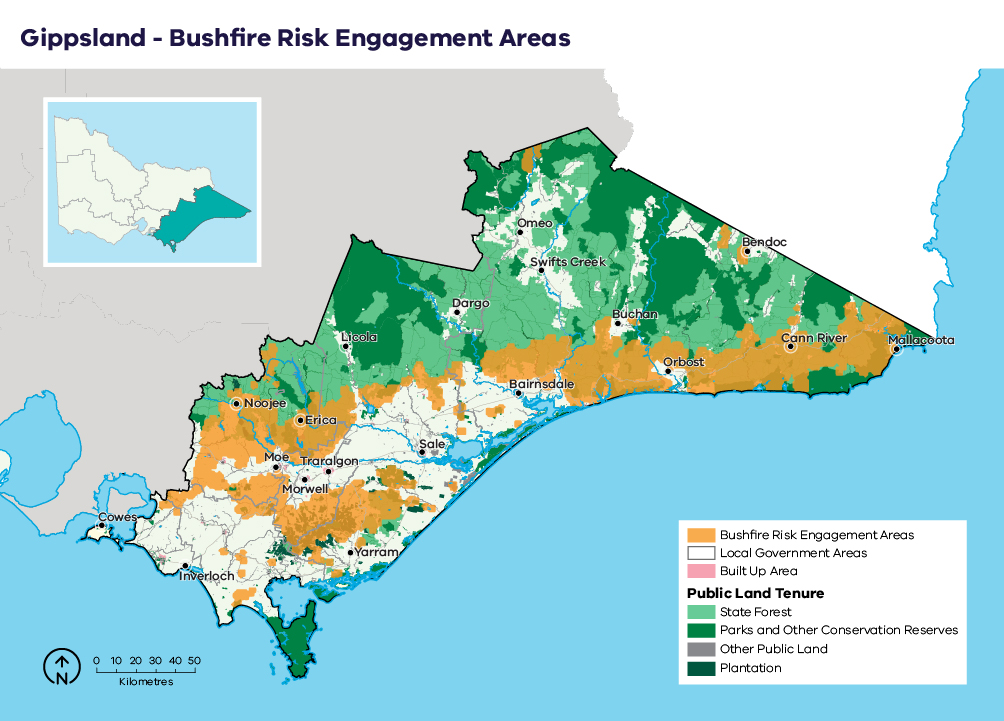 Gippsland - Bushfire Risk Engagement Areas
Omeo
Bendoc
Swifts Creek
Dargo
Buchan
Licola
Cann River
Mallacoota
Orbost
Bairnsdale
Noojee
Erica
Sale
Moe
Traralgon
Morwell
Cowes
Yarram
Inverloch
Bushfire Risk Engagement Areas
Local Government Areas
Built Up Area
Public Land Tenure
State Forest
Parks and Other Conservation Reserves
Other Public Land
Plantation
N
0 10 20 30 40 50
Kilometres